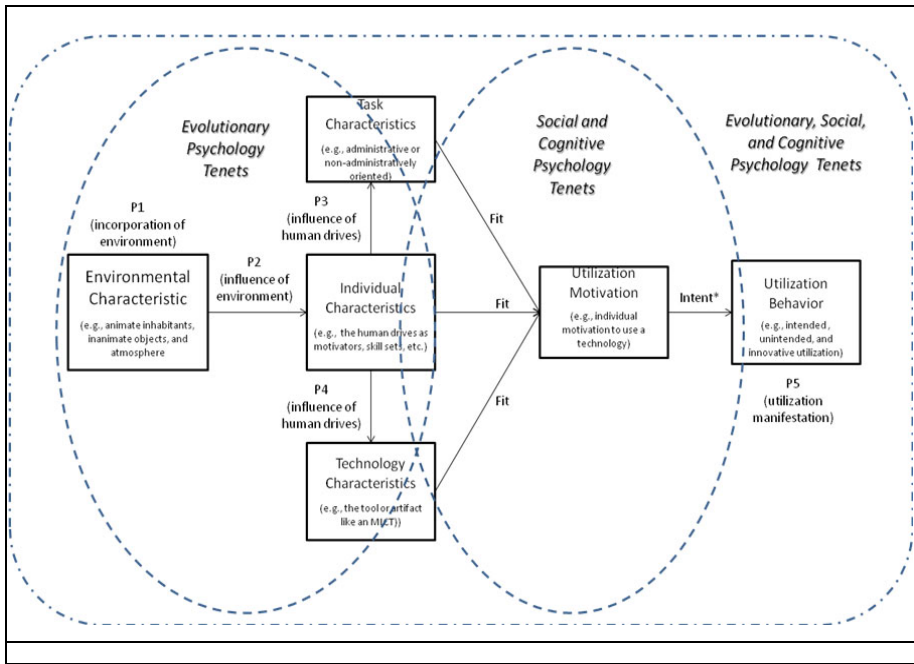 Evolutionary
Psychology
Tenets
Task
Characteristics
(e.g., administrative or
non-administratively
oriented)
Social and
Cognitive
Psychology
Tenets
Evolutionary, Social,
and Cognitive
Psychology Tenets
P1
(incorporation of
environment)
P3
(influence of
human drives)
Fit
Environmental
Characteristic
(e.g., animate inhabitants,
inanimate objects, and
atmosphere
P2
(influence of
environment)
Individual
Characteristics
(e.g., the human drives as
motivators, skill sets, etc.)
Fit
Utilization
Motivation
(e.g., individual
motivation to use a
technology)
Intent*
Utilization
Behavior
(e.g., intended,
unintended, and
innovative utilization)
P4
(influence of
human drives)
Fit
P5
(utilization
manifestation)
Technology
Characteristics
(e.g., the tool or artifact
like an MICT))